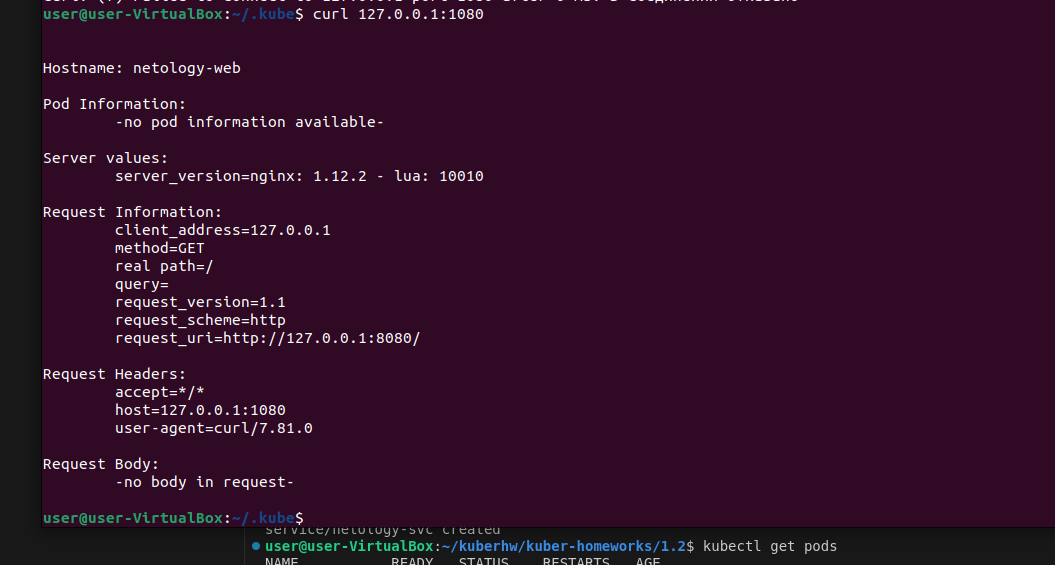 user@user-VirtualBox:~/.kube$ curl 127.0.0.1:1080
Hostname: netology-web
Pod Information:
-no pod information available-
Server values:
server_version=nginx: 1.12.2 - lua: 10010
Request Information:
client_address=127.0.0.1
method=GET
real path=/
query=
request_version=1.1
request_scheme=http
request_uri=http://127.0.0.1:8080/
Request Headers:
accept=*/*
host=127.0.0.1:1080
user-agent=curl/7.81.0
Request Body:
-no body in request-
user@user-VirtualBox:~/.kube$
service/netology-svc created
user@user-VirtualBox:~/kuberhw/kuber-homeworks/1.2$ kubectl get pods
NAME READY STATUS RESTARTS AGE